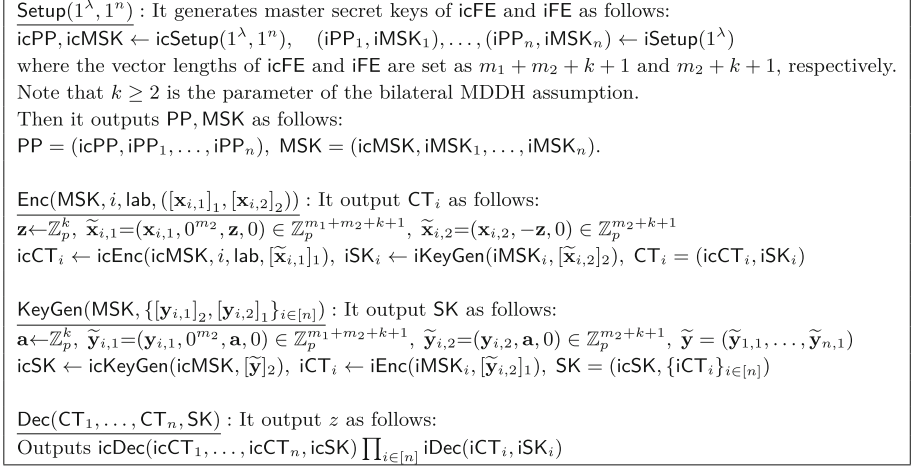 Setup(1^λ, 1^n) : It generates master secret keys of icFE and iFE as follows:
icPP, icMSK ← icSetup(1^λ, 1^n), (iPP_1, iMSK_1), . . . , (iPP_n, iMSK_n) ← iSetup(1^λ)
where the vector lengths of icFE and iFE are set as m_1 + m_2 + k + 1 and m_2 + k + 1, respectively.
Note that k ≥ 2 is the parameter of the bilateral MDDH assumption.
Then it outputs PP, MSK as follows:
PP = (icPP, iPP_1, . . . , iPP_n), MSK = (icMSK, iMSK_1, . . . , iMSK_n).
Enc(MSK, i, lab, ([x_{i,1}]_1, [x_{i,2}]_2)) : It output CT_i as follows:
z←ℤ_p^k, x̃_{i,1}=(x_{i,1}, 0^{m_2}, z, 0) ∈ ℤ_p^{m_1+m_2+k+1}, x̃_{i,2}=(x_{i,2}, −z, 0) ∈ ℤ_p^{m_2+k+1}
icCT_i ← icEnc(icMSK, i, lab, [x̃_{i,1}]_1), iSK_i ← iKeyGen(iMSK_i, [x̃_{i,2}]_2), CT_i = (icCT_i, iSK_i)
KeyGen(MSK, {[y_{i,1}]_2, [y_{i,2}]_1}_{i∈[n]}) : It output SK as follows:
a←ℤ_p^k, ỹ_{i,1}=(y_{i,1}, 0^{m_2}, a, 0) ∈ ℤ_p^{m_1+m_2+k+1}, ỹ_{i,2}=(y_{i,2}, a, 0) ∈ ℤ_p^{m_2+k+1}, ỹ = (ỹ_{1,1}, . . . , ỹ_{n,1})
icSK ← icKeyGen(icMSK, [ỹ]_2), iCT_i ← iEnc(iMSK_i, [ỹ_{i,2}]_1), SK = (icSK, {iCT_i}_{i∈[n]})
Dec(CT_1, . . . , CT_n, SK) : It output z as follows:
Outputs icDec(icCT_1, . . . , icCT_n, icSK) ∏_{i∈[n]} iDec(iCT_i, iSK_i)